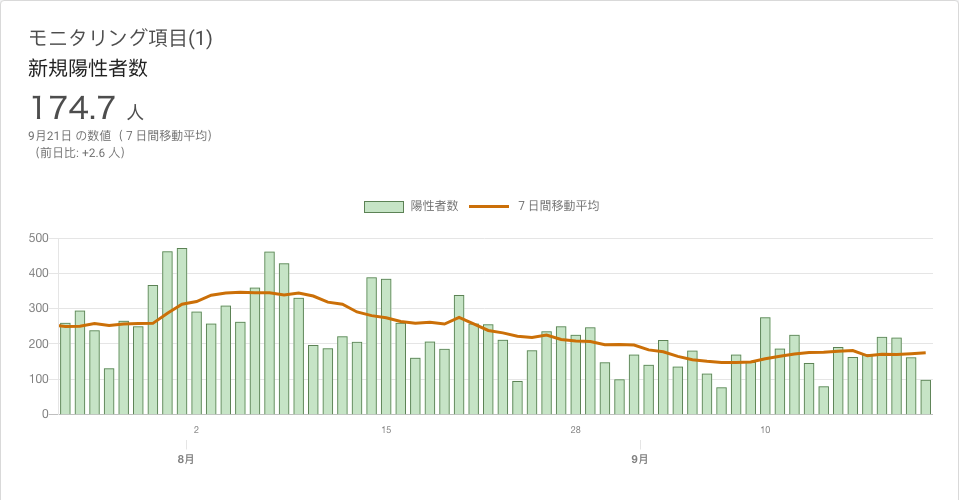 モニタリング項目(1)
新規陽性者数
174.7 人
9月21日 の数値（７日間移動平均）
（前日比: +2.6 人）
陽性者数 ７日間移動平均
500
400
300
200
100
0
2 15 28 10
8月 9月